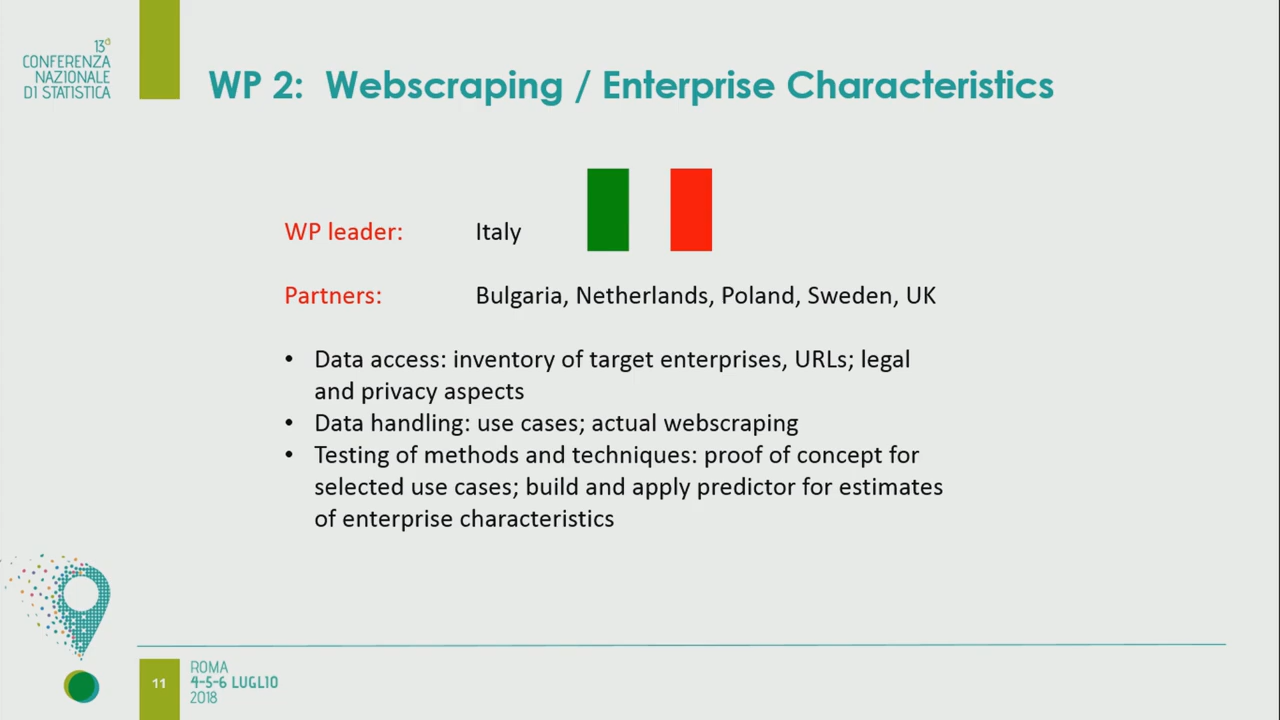 13ª
CONFERENZA
NAZIONALE
DI STATISTICA
WP 2: Webscraping / Enterprise Characteristics
WP leader: Italy
Partners: Bulgaria, Netherlands, Poland, Sweden, UK
• Data access: inventory of target enterprises, URLs; legal
and privacy aspects
• Data handling: use cases; actual webscraping
• Testing of methods and techniques: proof of concept for
selected use cases; build and apply predictor for estimates
of enterprise characteristics
11
ROMA
4-5-6 LUGLIO
2018